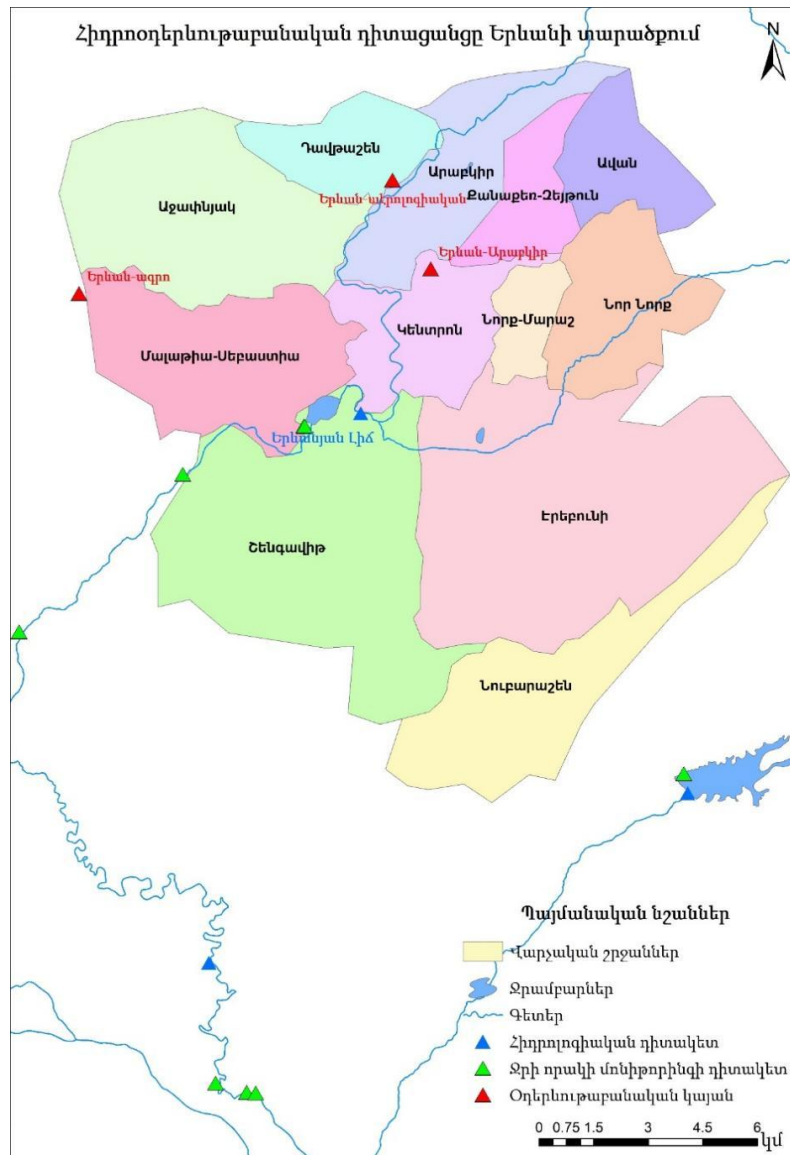 Հիդրոօդերևութաբանական դիտացանցը Երևանի տարածքում
N
Դավթաշեն
Արաբկիր
Ավան
Երևան-աերոլոգիական
Քանաքեռ-Զեյթուն
Աջափնյակ
Երևան-Արաբկիր
Երևան-ագրո
Նոր Նորք
Կենտրոն
Նորք-Մարաշ
Մալաթիա-Սեբաստիա
Երևանյան Լիճ
Էրեբունի
Շենգավիթ
Նուբարաշեն
Պայմանական նշաններ
Վարչական շրջաններ
Ջրամբարներ
Գետեր
Հիդրոլոգիական դիտակետ
Ջրի որակի մոնիթորինգի դիտակետ
Օդերևութաբանական կայան
0 0.75 1.5 3 4.5 6
կմ